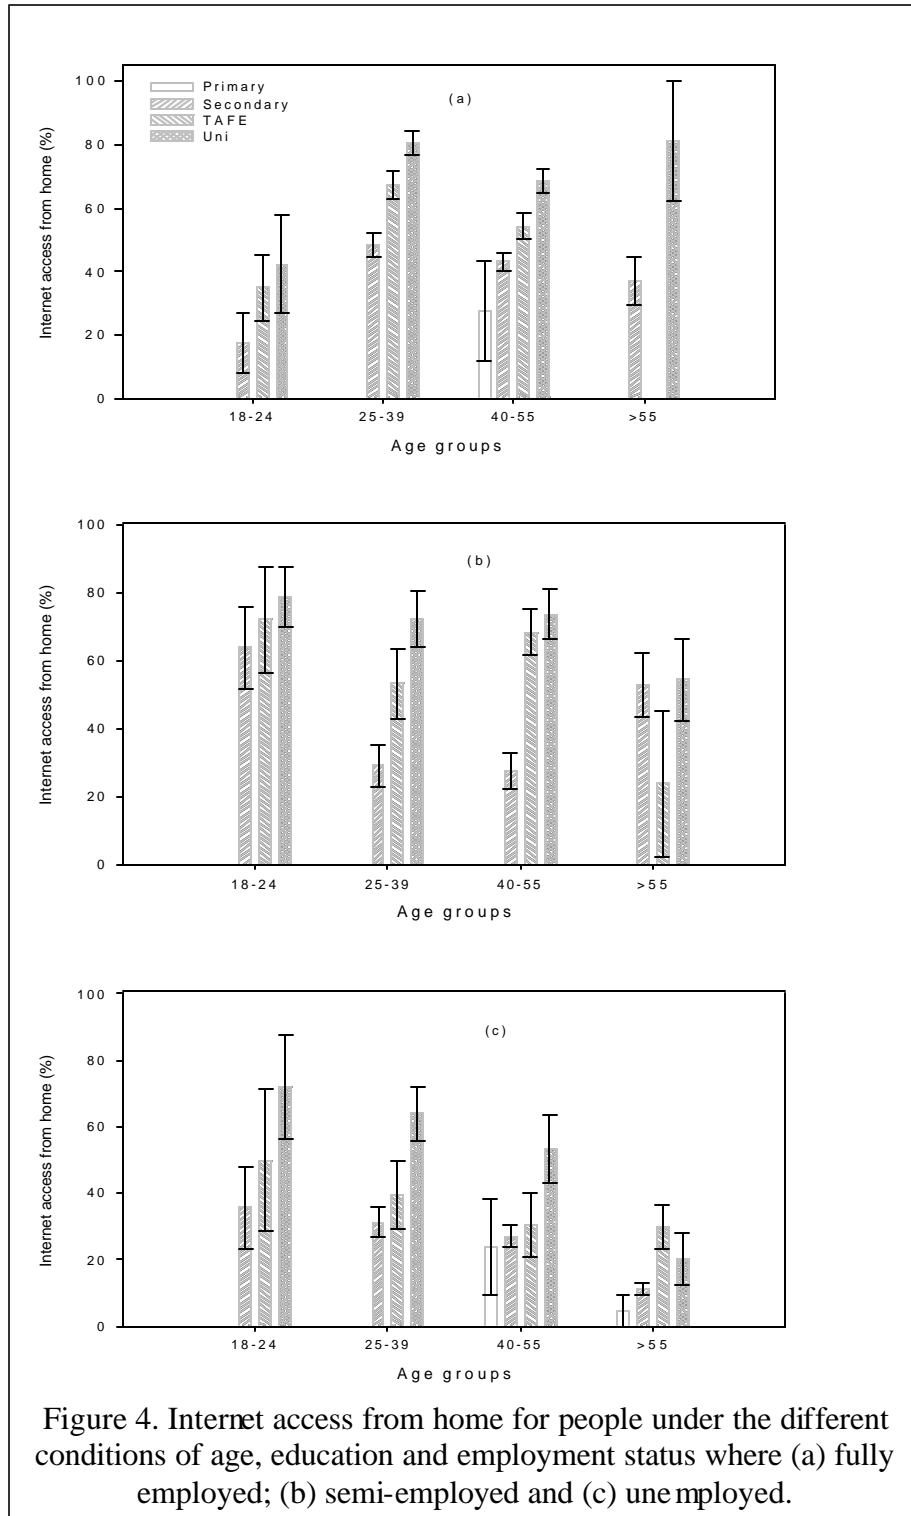 100
80
60
40
20
0
Internet access from home (%)
Primary
Secondary
TAFE
Uni
(a)
18-24 25-39 40-55 >55
Age groups
100
80
60
40
20
0
Internet access from home (%)
(b)
18-24 25-39 40-55 >55
Age groups
100
80
60
40
20
0
Internet access from home (%)
(c)
18-24 25-39 40-55 >55
Age groups
Figure 4. Internet access from home for people under the different
conditions of age, education and employment status where (a) fully
employed; (b) semi-employed and (c) unemployed.